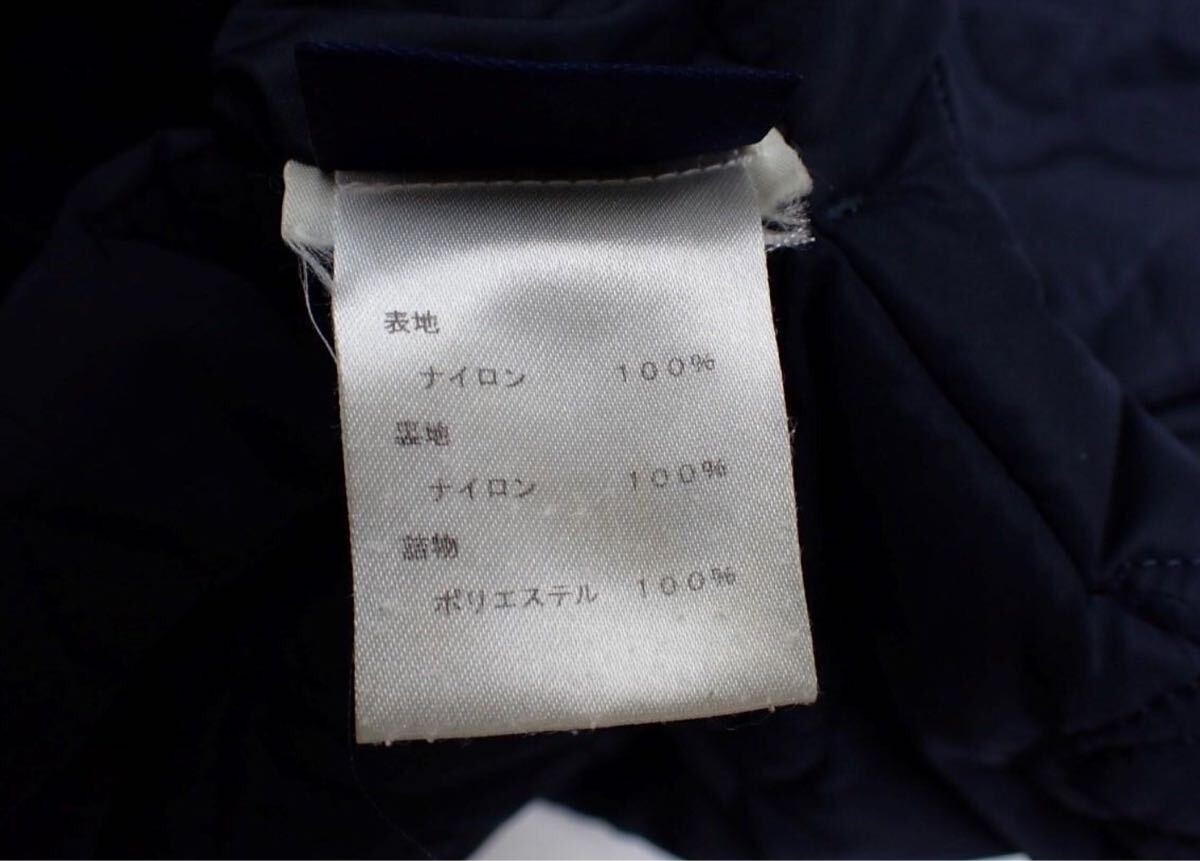 表地
ナイロン 100%
裏地
ナイロン 100%
詰物
ポリエステル 100%